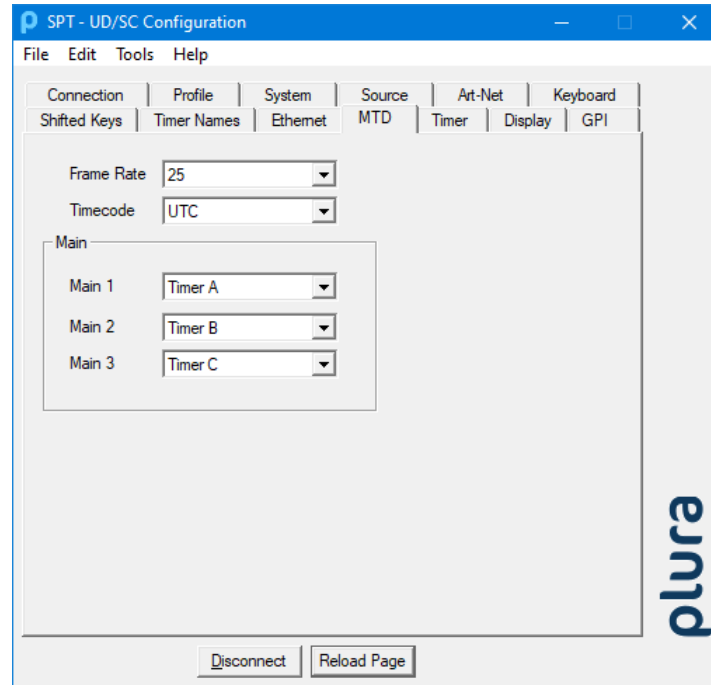 SPT - UD/SC Configuration
File Edit Tools Help
Connection Profile System Source Art-Net Keyboard
Shifted Keys Timer Names Ethernet MTD Timer Display GPI
Frame Rate 25
Timecode UTC
Main
Main 1 Timer A
Main 2 Timer B
Main 3 Timer C
plura
Disconnect Reload Page